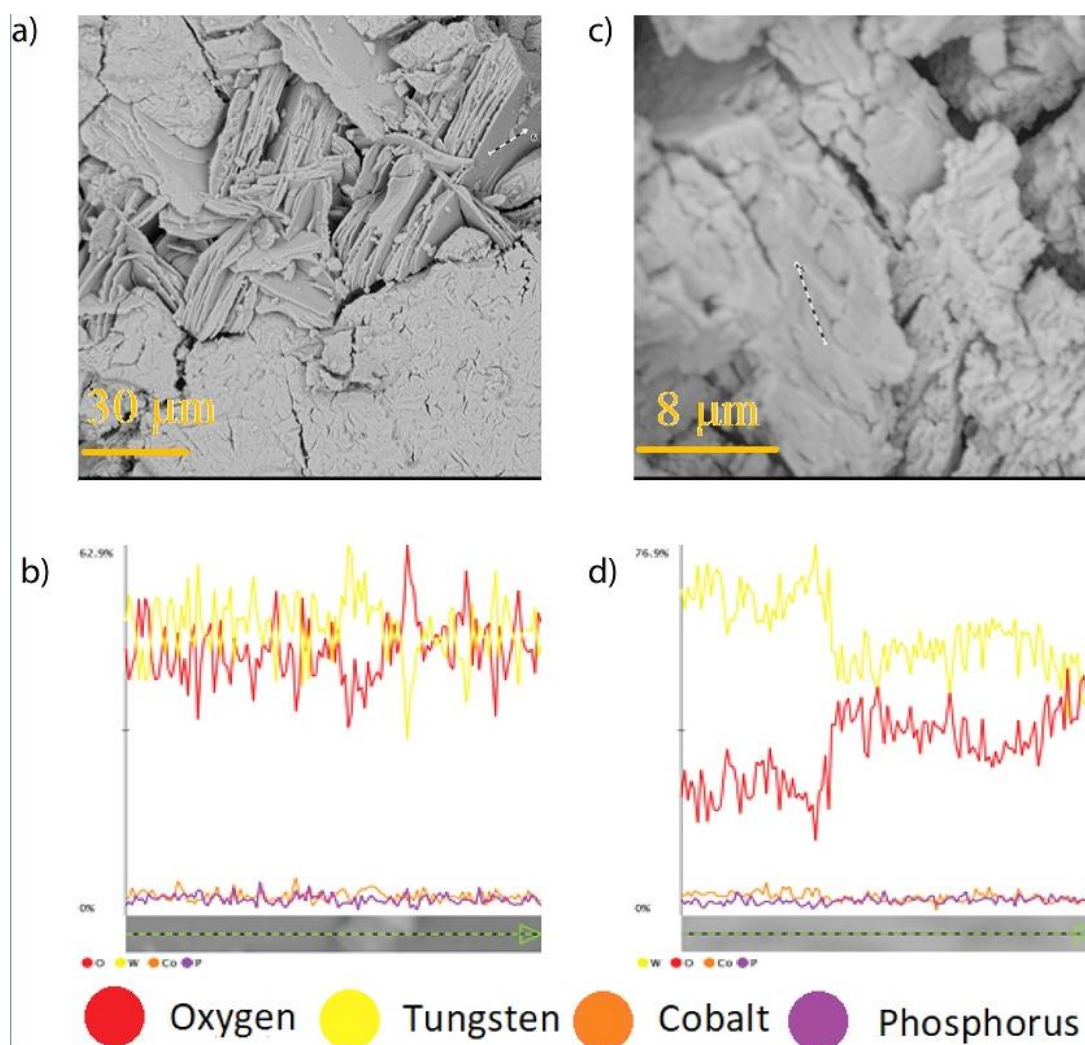 a)
c)
30 μm
8 μm
b)
62.9%
0%
O W Co P
d)
76.9%
0%
W O Co P
Oxygen Tungsten Cobalt Phosphorus